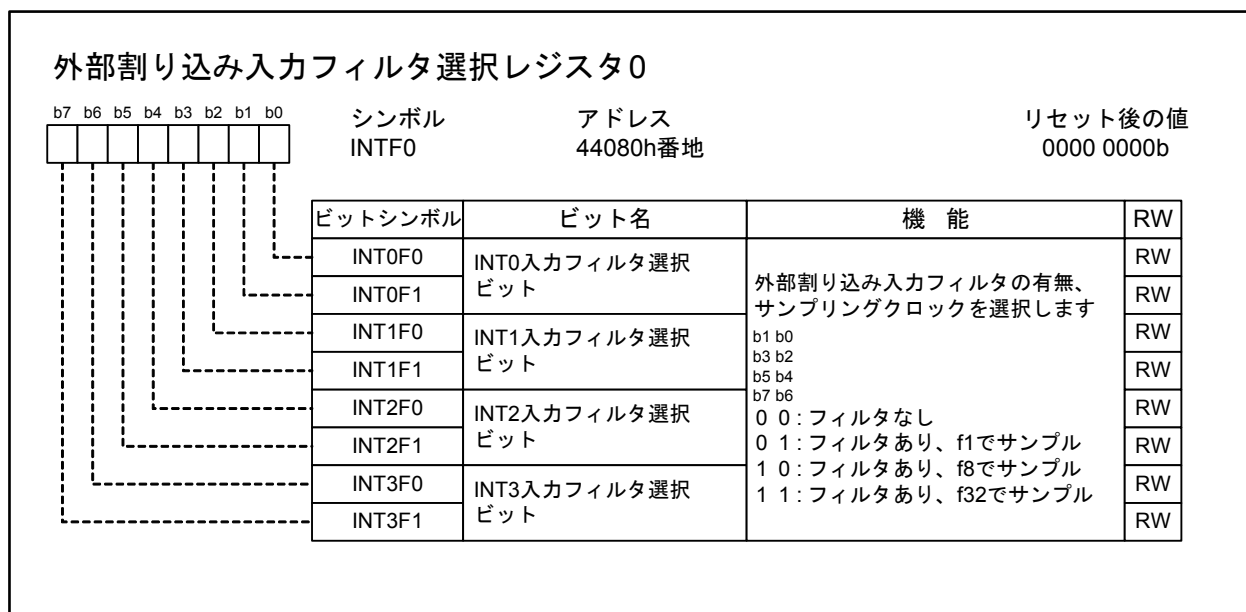 外部割り込み入力フィルタ選択レジスタ0
b7 b6 b5 b4 b3 b2 b1 b0
シンボル アドレス リセット後の値
INTF0 44080h番地 0000 0000b
ビットシンボル ビット名 機 能 RW
INT0F0 RW
INT0入力フィルタ選択
ビット
INT0F1 RW
INT1F0 RW
INT1入力フィルタ選択
ビット
INT1F1 RW
INT2F0 RW
INT2入力フィルタ選択
ビット
INT2F1 RW
INT3F0 RW
INT3入力フィルタ選択
ビット
INT3F1 RW
外部割り込み入力フィルタの有無、
サンプリングクロックを選択します
b1 b0
b3 b2
b5 b4
b7 b6
0 0 : フィルタなし
0 1 : フィルタあり、f1でサンプル
1 0 : フィルタあり、f8でサンプル
1 1 : フィルタあり、f32でサンプル